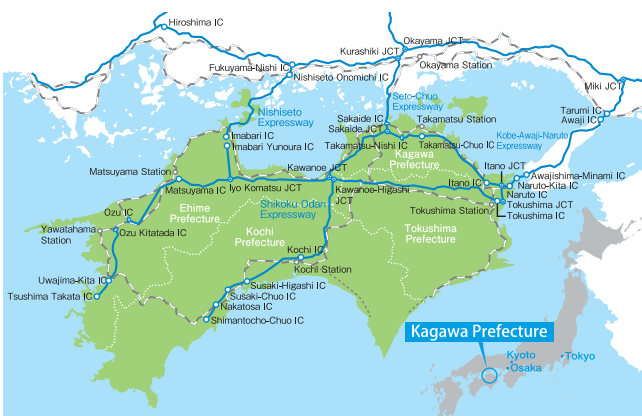 Hiroshima IC
Okayama JCT
Kurashiki JCT
Okayama Station
Fukuyama-Nishi IC
Nishiseto Onomichi IC
Miki JCT
Seto-Chuo
Expressway
Nishiseto
Expressway
Sakaide IC
Sakaide JCT
Takamatsu Station
Tarumi IC
Awaji IC
Imabari IC
Imabari Yunoura IC
Takamatsu-Nishi IC
Takamatsu-Chuo IC
Kobe-Awaji-Naruto
Expressway
Kagawa
Prefecture
Itano JCT
Matsuyama Station
Kawanoe JCT
Awajishima-Minami IC
Matsuyama IC
Iyo Komatsu JCT
Kawanoe-Higashi
JCT
Itano IC
Naruto-Kita IC
Naruto IC
Ozu IC
Ehime
Prefecture
Shikoku Odan
Expressway
Tokushima Station
Tokushima JCT
Tokushima IC
Yawatahama
Station
Ozu Kitatada IC
Kochi
Prefecture
Tokushima
Prefecture
Kochi IC
Kochi Station
Uwajima-Kita IC
Tsushima Takata IC
Susaki-Higashi IC
Susaki-Chuo IC
Nakatosa IC
Shimantocho-Chuo IC
Kagawa Prefecture
Kyoto
Osaka
Tokyo